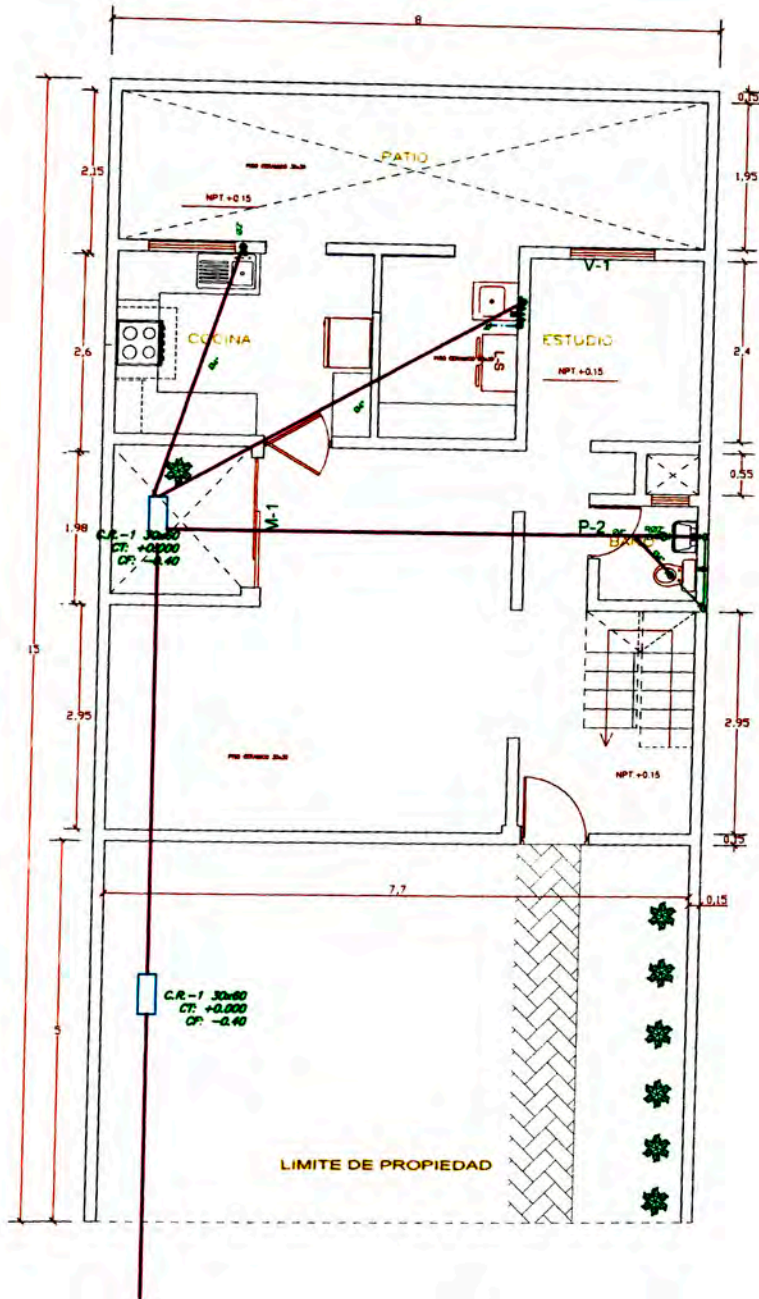 8
0.15
PATIO
2.15
1.95
NPT.+0.15
V-1
COCINA
ESTUDIO
2.6
L-S
2.4
NPT.+0.15
0.55
M-1
P-2
C.R.-1 30x60
BAÑO
1.98
CT: +0.000
CF: -0.40
15
2.95
2.95
NPT.+0.15
0.15
7.7
0.15
C.R.-1 30x60
CT: +0.000
5
CF: -0.40
LIMITE DE PROPIEDAD